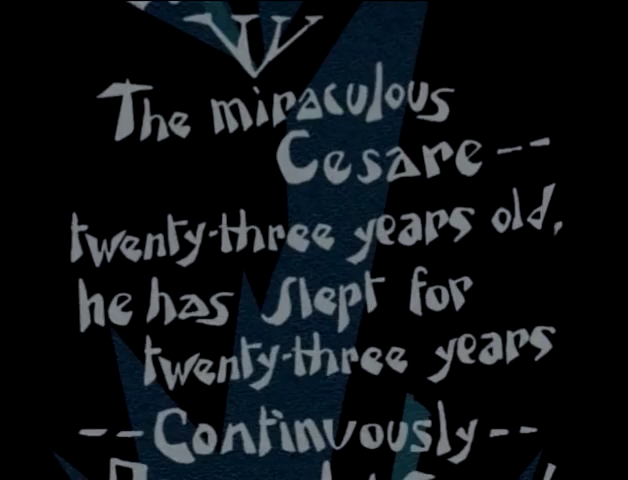 The miraculous
Cesare --
twenty-three years old,
he has slept for
twenty-three years
-- Continuously --